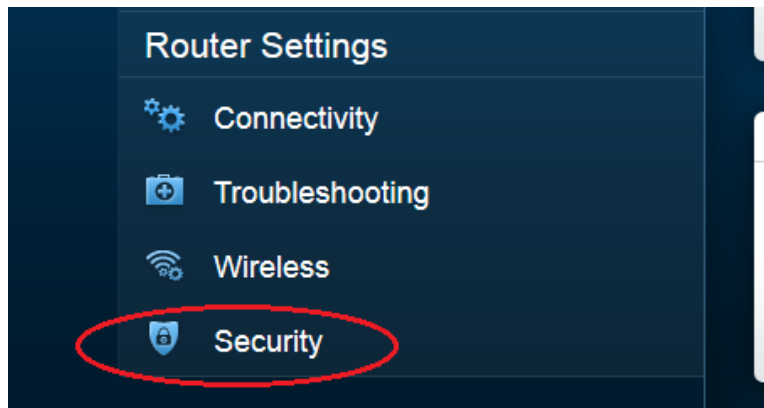 Router Settings
Connectivity
Troubleshooting
Wireless
Security